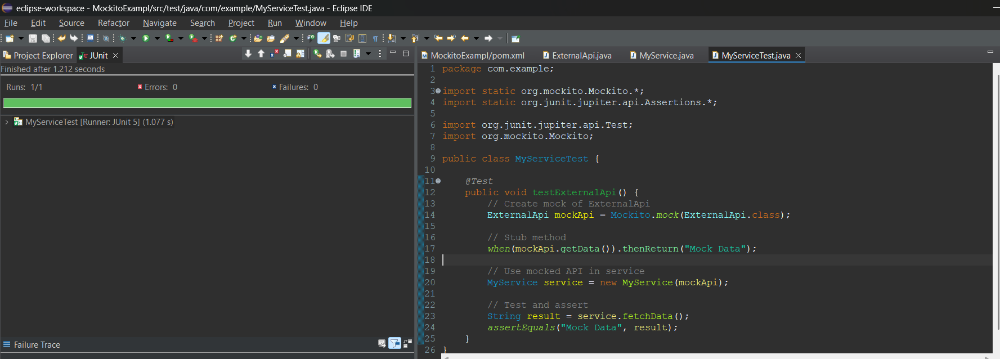 eclipse-workspace - MockitoExampl/src/test/java/com/example/MyServiceTest.java - Eclipse IDE
File Edit Source Refactor Navigate Search Project Run Window Help
Project Explorer JUnit
Finished after 1.212 seconds
Runs: 1/1 Errors: 0 Failures: 0
MyServiceTest [Runner: JUnit 5] (1.077 s)
Failure Trace
MockitoExampl/pom.xml ExternalApi.java MyService.java MyServiceTest.java
1 package com.example;
2
3 import static org.mockito.Mockito.*;
4 import static org.junit.jupiter.api.Assertions.*;
5
6 import org.junit.jupiter.api.Test;
7 import org.mockito.Mockito;
8
9 public class MyServiceTest {
10
11 @Test
12 public void testExternalApi() {
13 // Create mock of ExternalApi
14 ExternalApi mockApi = Mockito.mock(ExternalApi.class);
15
16 // Stub method
17 when(mockApi.getData()).thenReturn("Mock Data");
18
19 // Use mocked API in service
20 MyService service = new MyService(mockApi);
21
22 // Test and assert
23 String result = service.fetchData();
24 assertEquals("Mock Data", result);
25 }
26 }